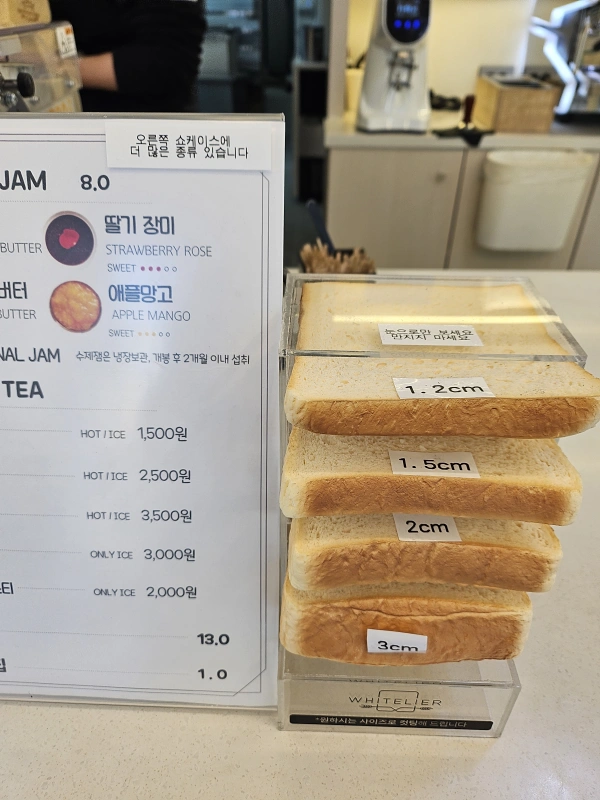 오른쪽 쇼케이스에
더 많은 종류 있습니다
JAM 8.0
BUTTER
딸기 장미
STRAWBERRY ROSE
SWEET
버터
BUTTER
애플망고
APPLE MANGO
SWEET
NAL JAM 수제잼은 냉장보관, 개봉 후 2개월 이내 섭취
TEA
HOT / ICE 1,500원
HOT / ICE 2,500원
HOT / ICE 3,500원
ONLY ICE 3,000원
ONLY ICE 2,000원
13.0
1.0
눈으로만 보세요
만지지 마세요
1.2cm
1.5cm
2cm
3cm
WHITELIER
*원하시는 사이즈로 컷팅해 드립니다